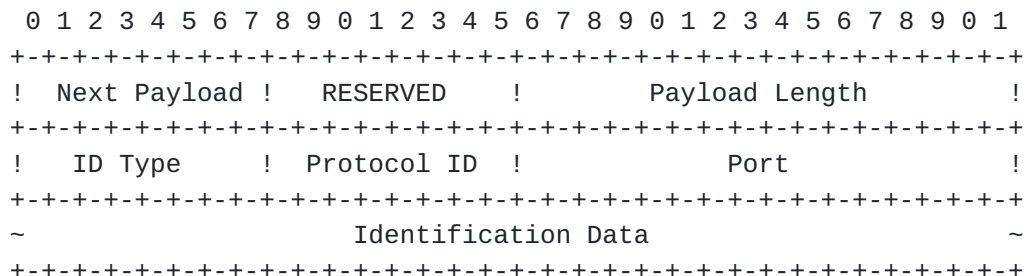 0 1 2 3 4 5 6 7 8 9 0 1 2 3 4 5 6 7 8 9 0 1 2 3 4 5 6 7 8 9 0 1
+-+-+-+-+-+-+-+-+-+-+-+-+-+-+-+-+-+-+-+-+-+-+-+-+-+-+-+-+-+-+-+-+
! Next Payload ! RESERVED ! Payload Length !
+-+-+-+-+-+-+-+-+-+-+-+-+-+-+-+-+-+-+-+-+-+-+-+-+-+-+-+-+-+-+-+-+
! ID Type ! Protocol ID ! Port !
+-+-+-+-+-+-+-+-+-+-+-+-+-+-+-+-+-+-+-+-+-+-+-+-+-+-+-+-+-+-+-+-+
~ Identification Data ~
+-+-+-+-+-+-+-+-+-+-+-+-+-+-+-+-+-+-+-+-+-+-+-+-+-+-+-+-+-+-+-+-+